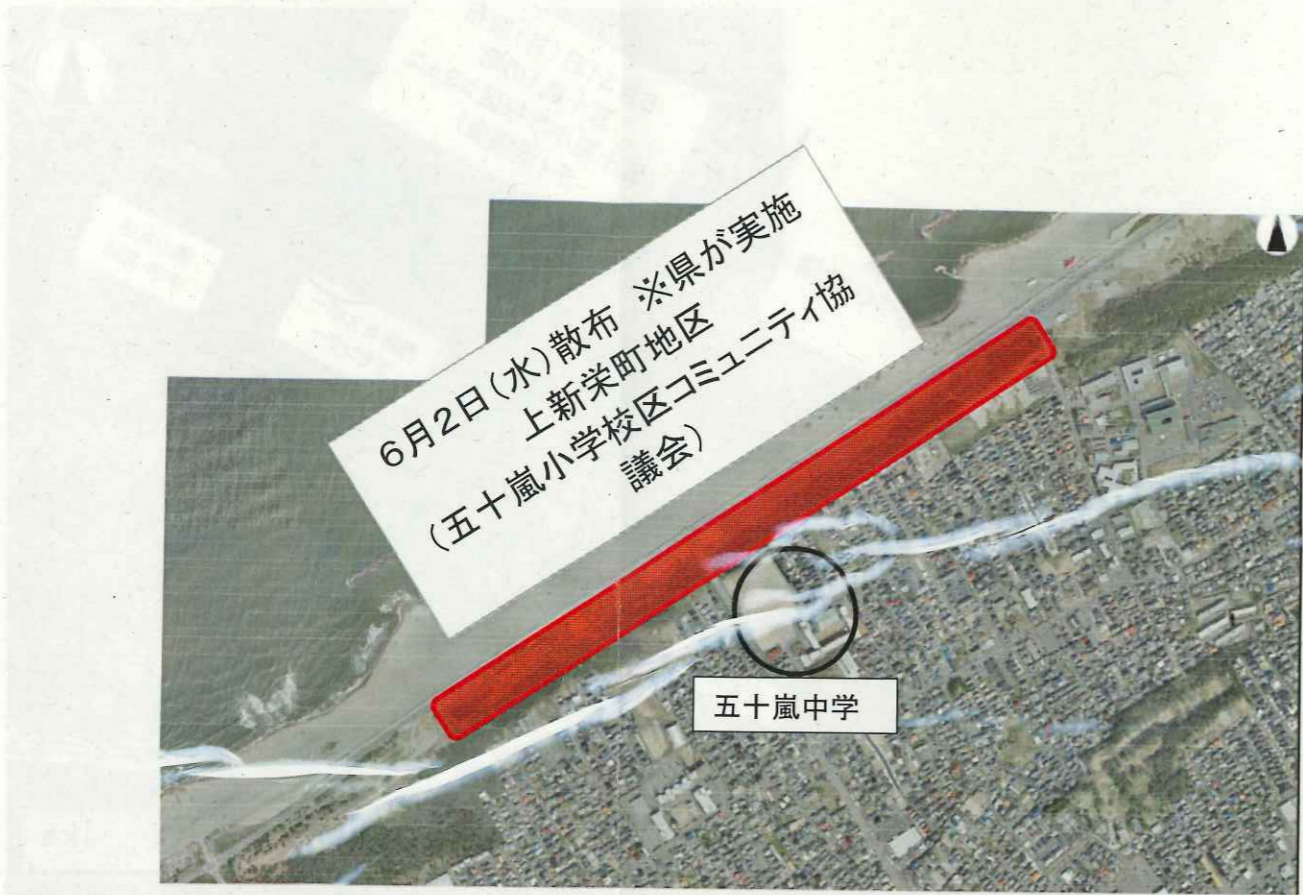 6月2日(水)散布 ※県が実施
上新栄町地区
(五十嵐小学校区コミュニティ協
議会)
五十嵐中学